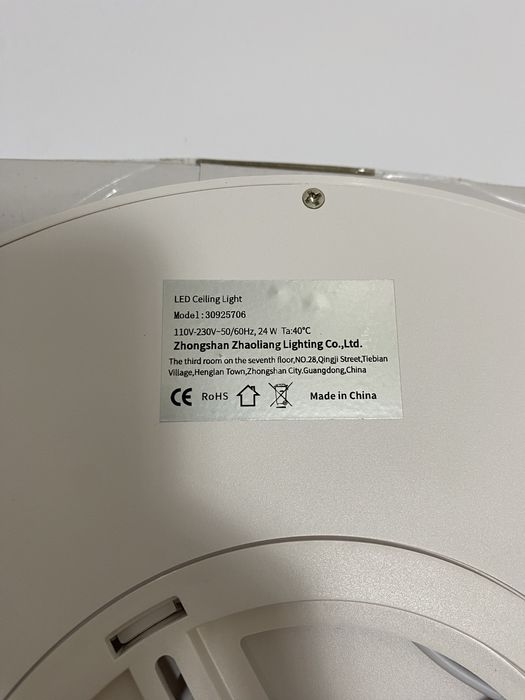 LED Ceiling Light
Model:30925706
110V-230V~50/60Hz, 24 W Ta:40°C
Zhongshan Zhaoliang Lighting Co.,Ltd.
The third room on the seventh floor,NO.28,Qingji Street,Tiebian
Village,Henglan Town,Zhongshan City.Guangdong,China
CE RoHS Made in China